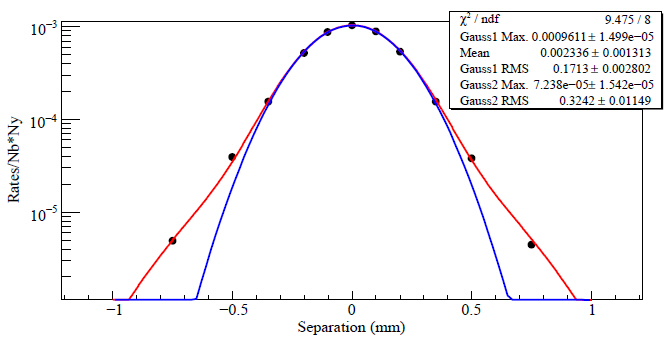 χ² / ndf 9.475 / 8
Gauss1 Max. 0.0009611± 1.499e−05
Mean 0.002336 ± 0.001313
Gauss1 RMS 0.1713 ± 0.002802
Gauss2 Max. 7.238e−05± 1.542e−05
Gauss2 RMS 0.3242 ± 0.01149
Rates/Nb*Ny
10⁻³
10⁻⁴
10⁻⁵
−1 −0.5 0 0.5 1
Separation (mm)